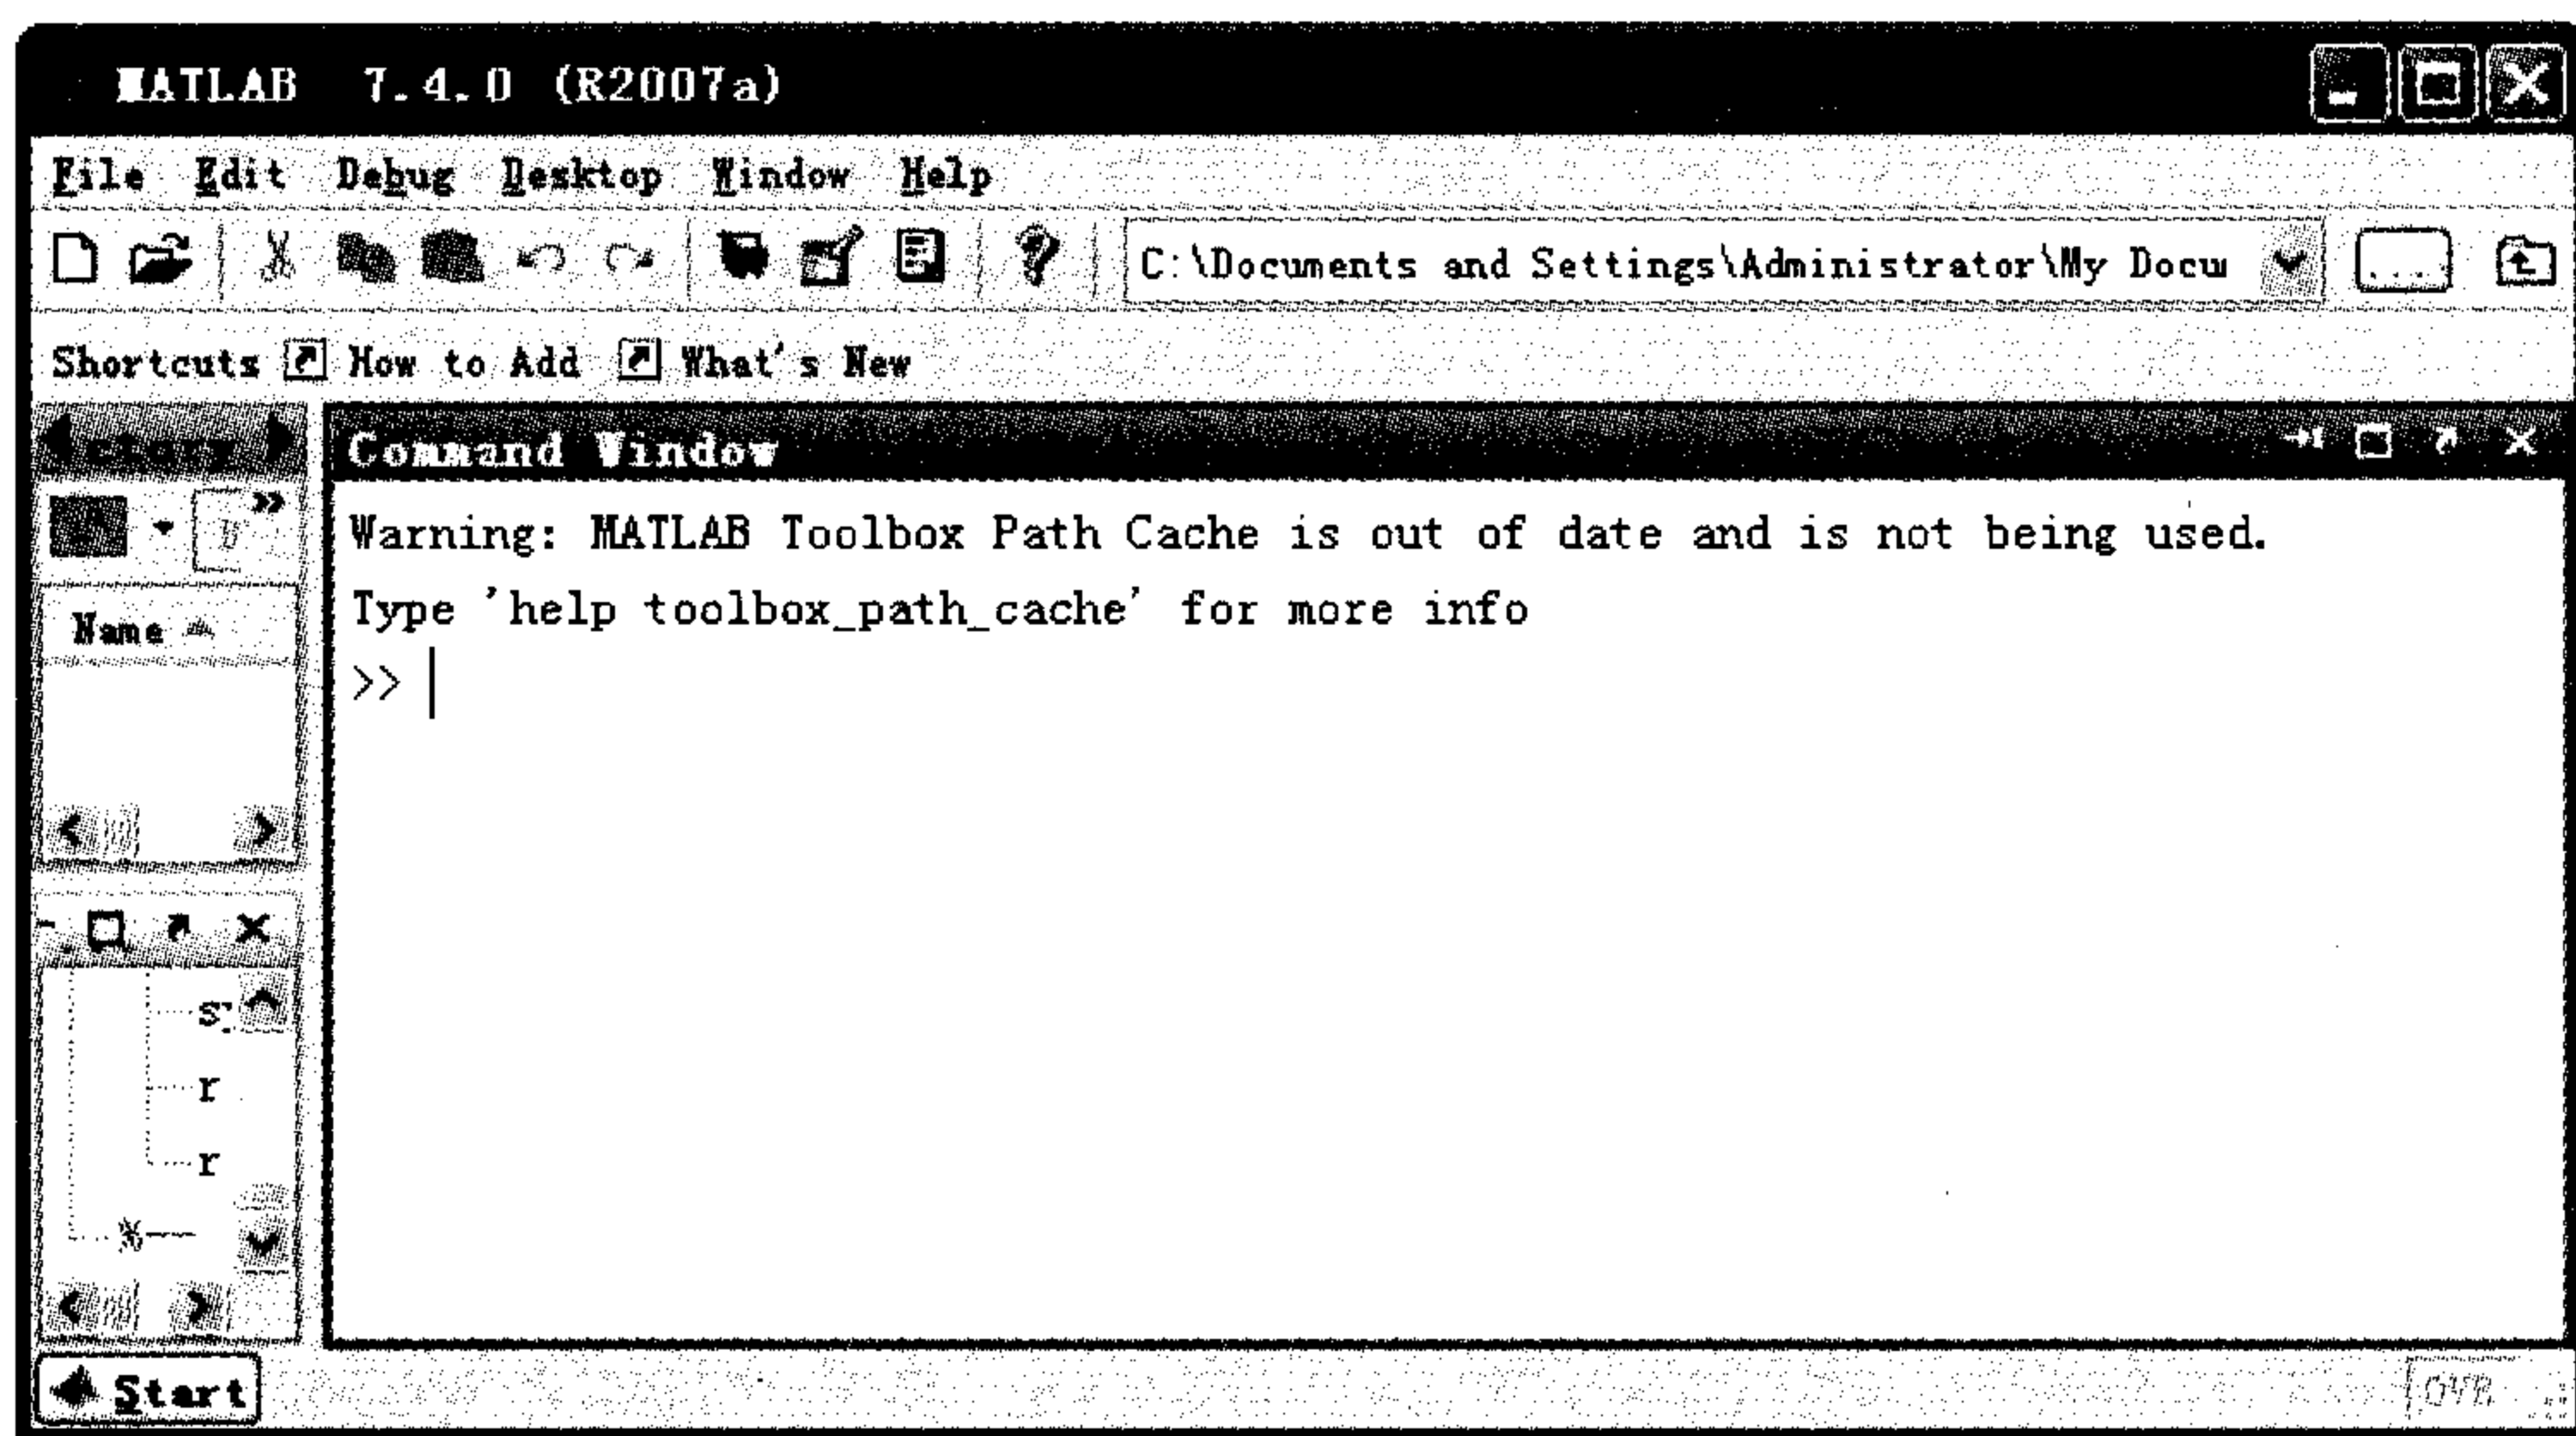 MATLAB 7.4.0 (R2007a)
File Edit Debug Desktop Window Help
C:\Documents and Settings\Administrator\My Docu
Shortcuts How to Add What's New
Command Window
Warning: MATLAB Toolbox Path Cache is out of date and is not being used.
Type 'help toolbox_path_cache' for more info
>>
Name
r
r
%--
Start
OVR